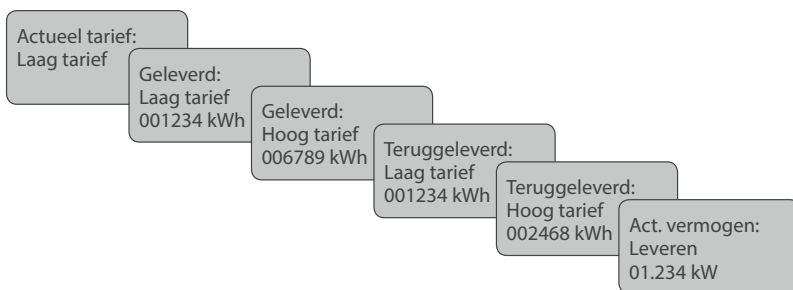 Actueel tarief:
Laag tarief
Geleverd:
Laag tarief
001234 kWh
Geleverd:
Hoog tarief
006789 kWh
Teruggeleverd:
Laag tarief
001234 kWh
Teruggeleverd:
Hoog tarief
002468 kWh
Act. vermogen:
Leveren
01.234 kW